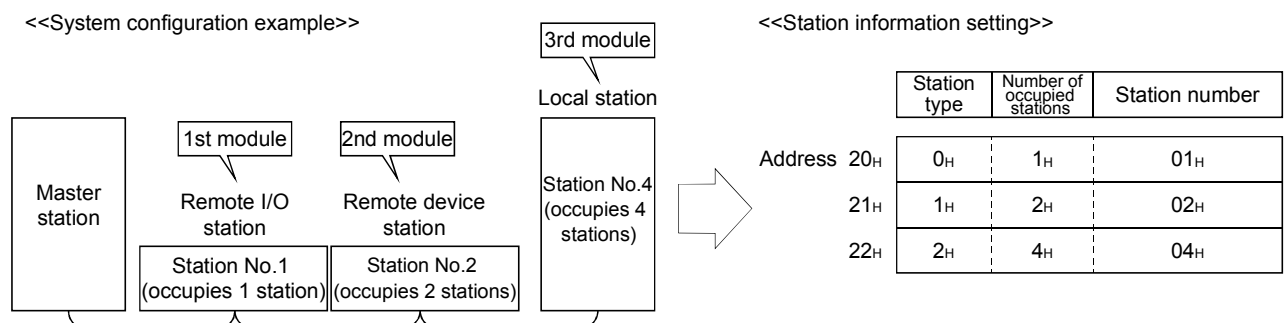 <<System configuration example>>
3rd module
Local station
1st module
2nd module
Master
station
Remote I/O
station
Remote device
station
Station No.4
(occupies 4
stations)
Station No.1
(occupies 1 station)
Station No.2
(occupies 2 stations)
<<Station information setting>>
Station
type
Number of
occupied
stations
Station number
Address 20H 0H 1H 01H
21H 1H 2H 02H
22H 2H 4H 04H